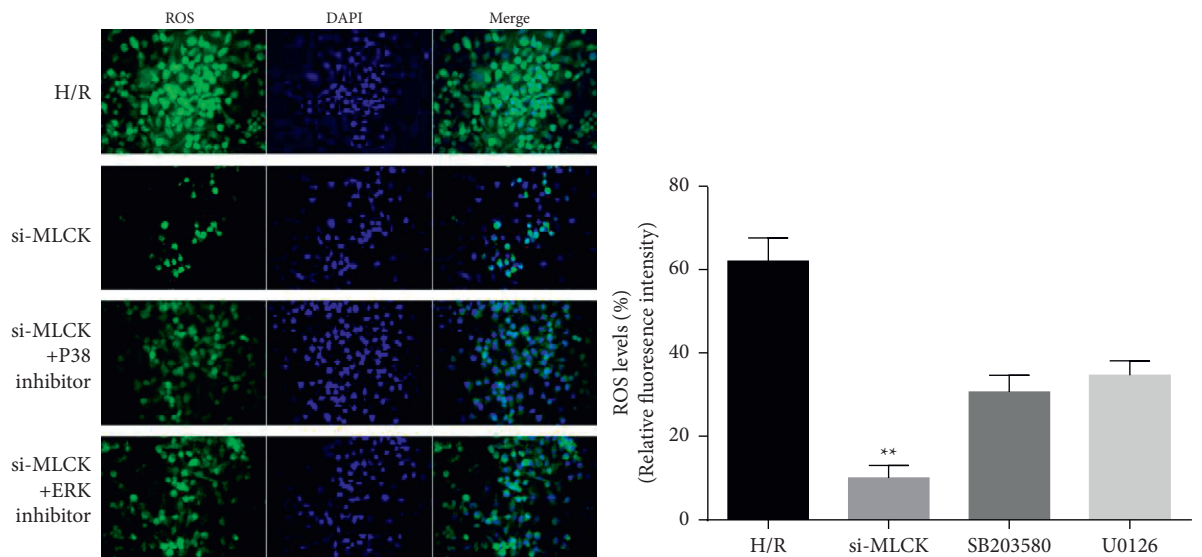 ROS
DAPI
Merge
H/R
si-MLCK
si-MLCK
+P38
inhibitor
si-MLCK
+ERK
inhibitor
ROS levels (%)
(Relative fluoresence intensity)
80
60
40
20
0
**
H/R
si-MLCK
SB203580
U0126